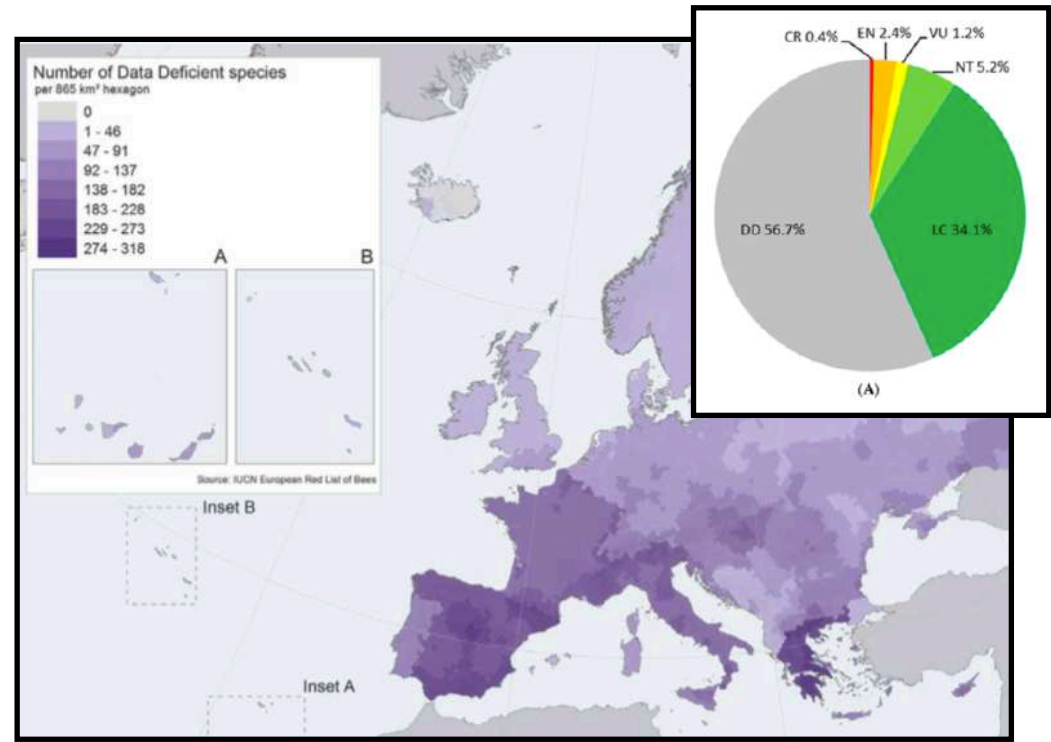 Number of Data Deficient species
per 865 km² hexagon
0
1 - 46
47 - 91
92 - 137
138 - 182
183 - 228
229 - 273
274 - 318
A
B
Source: IUCN European Red List of Bees
Inset B
Inset A
CR 0.4%
EN 2.4%
VU 1.2%
NT 5.2%
DD 56.7%
LC 34.1%
(A)